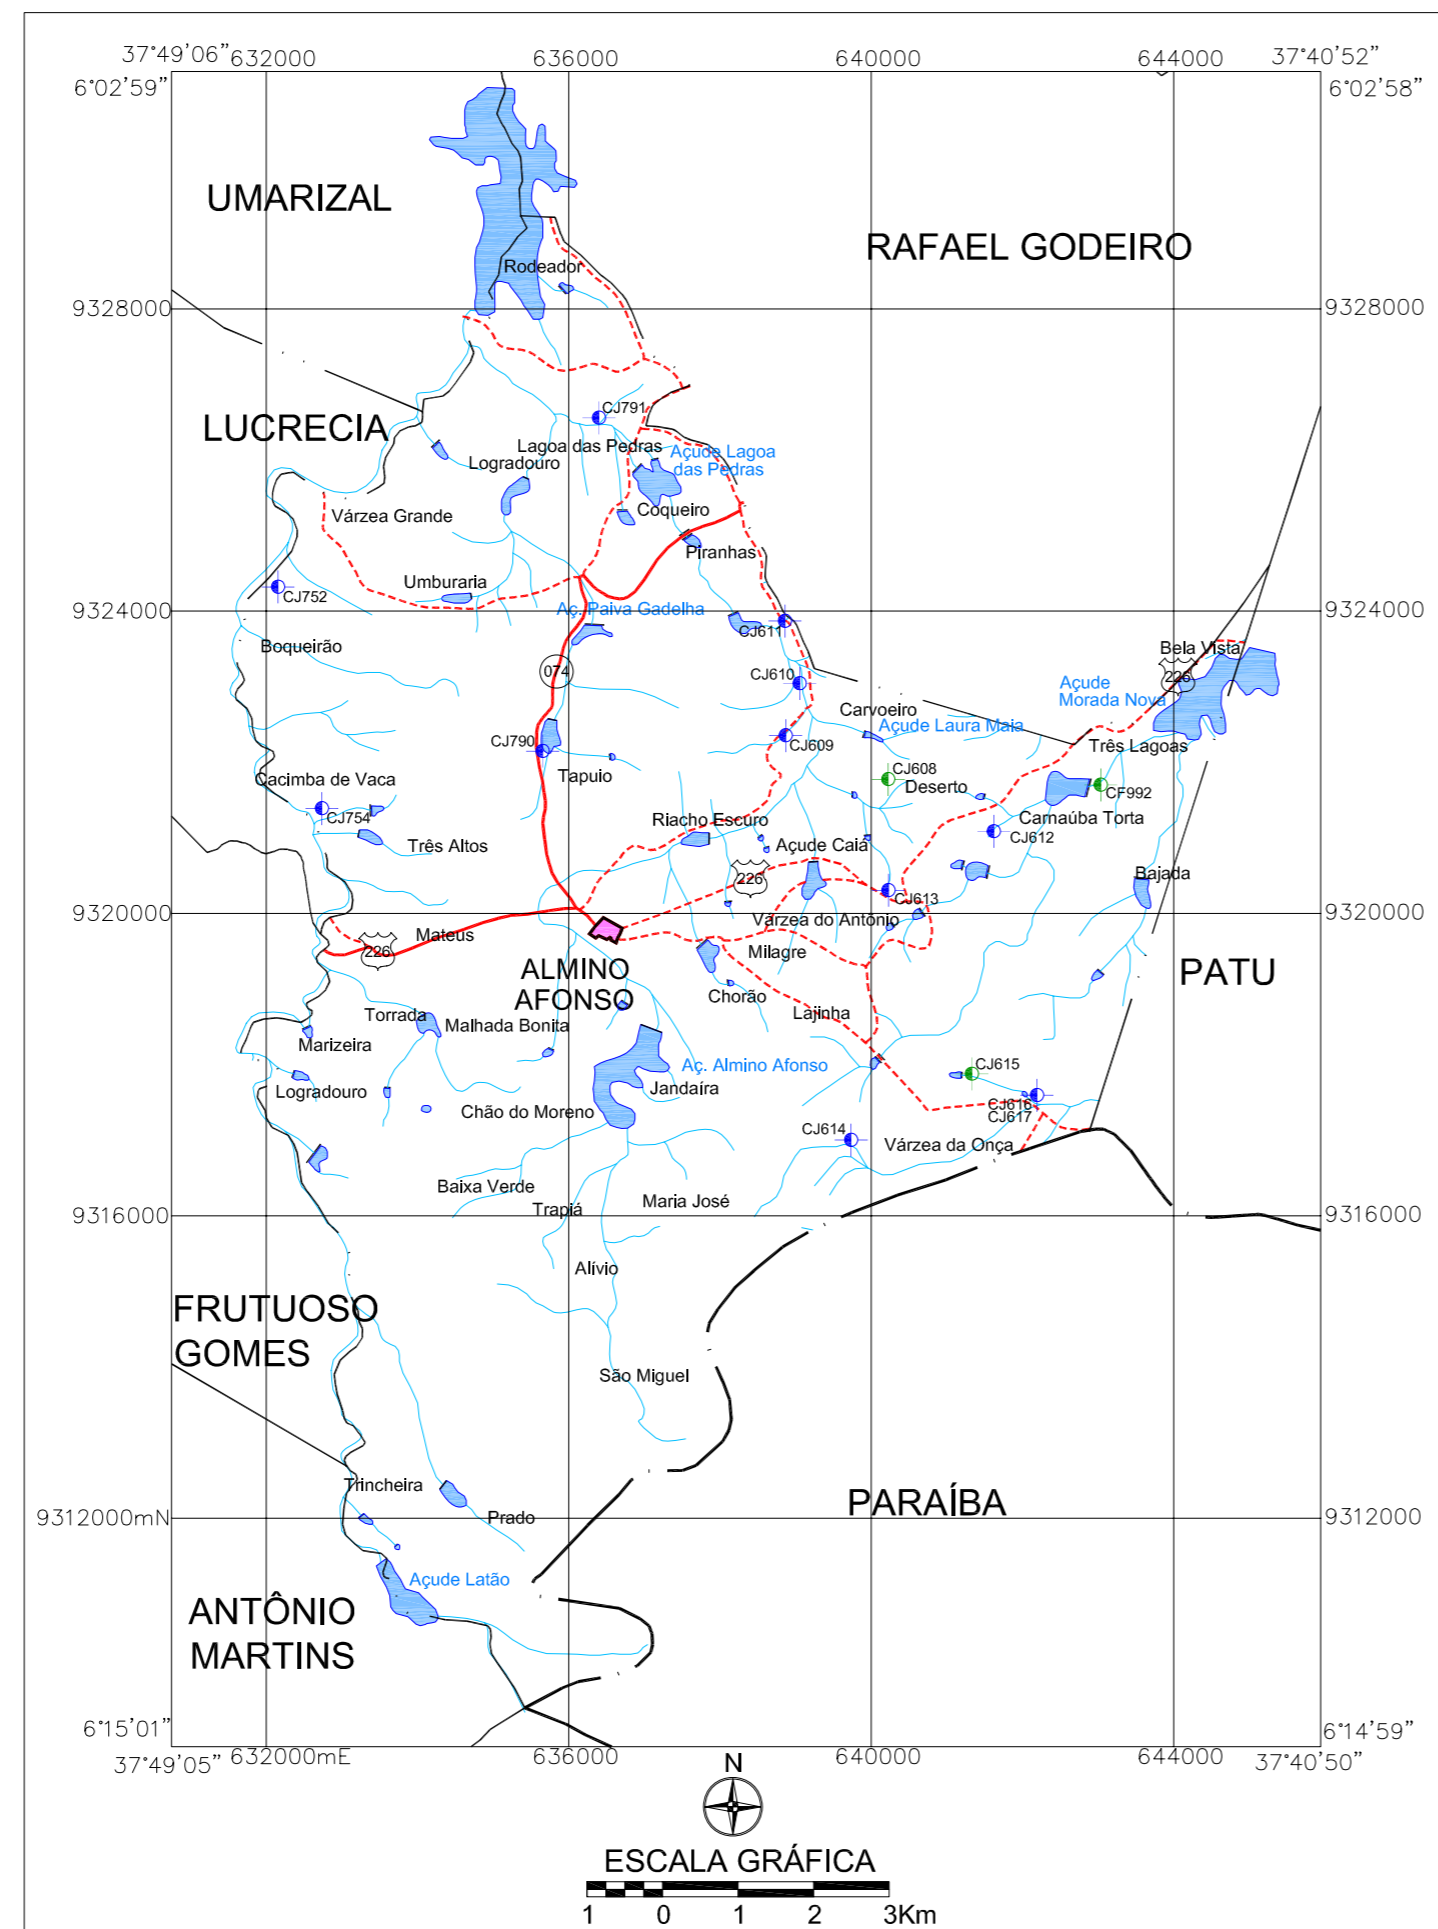 37°49'06" 632000 636000 640000 644000 37°40'52"
6°02'59" 6°02'58"
UMARIZAL
RAFAEL GODEIRO
Rodeador
9328000 9328000
CJ791
LUCRECIA
Lagoa das Pedras
Açude Lagoa
das Pedras
Logradouro
Coqueiro
Várzea Grande
Piranhas
Umburaria
CJ752
9324000 9324000
Aç. Paiva Gadelha
CJ611
Boqueirão
Bela Vista
074
CJ610
226
Açude
Morada Nova
Carvoeiro
Açude Laura Maia
CJ790
CJ609
Três Lagoas
Tapuio
CJ608
Cacimba de Vaca
Deserto
CF992
CJ754
Riacho Escuro
Carnaúba Torta
CJ612
Três Altos
Açude Caiá
226
Bajada
CJ613
9320000 9320000
Várzea do Antônio
Mateus
226
Milagre
ALMINO
AFONSO
PATU
Chorão
Lajinha
Torrada
Malhada Bonita
Marizeira
Aç. Almino Afonso
CJ615
Jandaíra
Logradouro
Chão do Moreno
CJ616
CJ617
CJ614
Várzea da Onça
Baixa Verde
Maria José
Trapiá
9316000 9316000
Alívio
FRUTUOSO
GOMES
São Miguel
Trincheira
PARAÍBA
Prado
9312000mN 9312000
Açude Latão
ANTÔNIO
MARTINS
6°15'01" 6°14'59"
37°49'05" 632000mE 636000 640000 644000 37°40'50"
N
ESCALA GRÁFICA
1 0 1 2 3Km